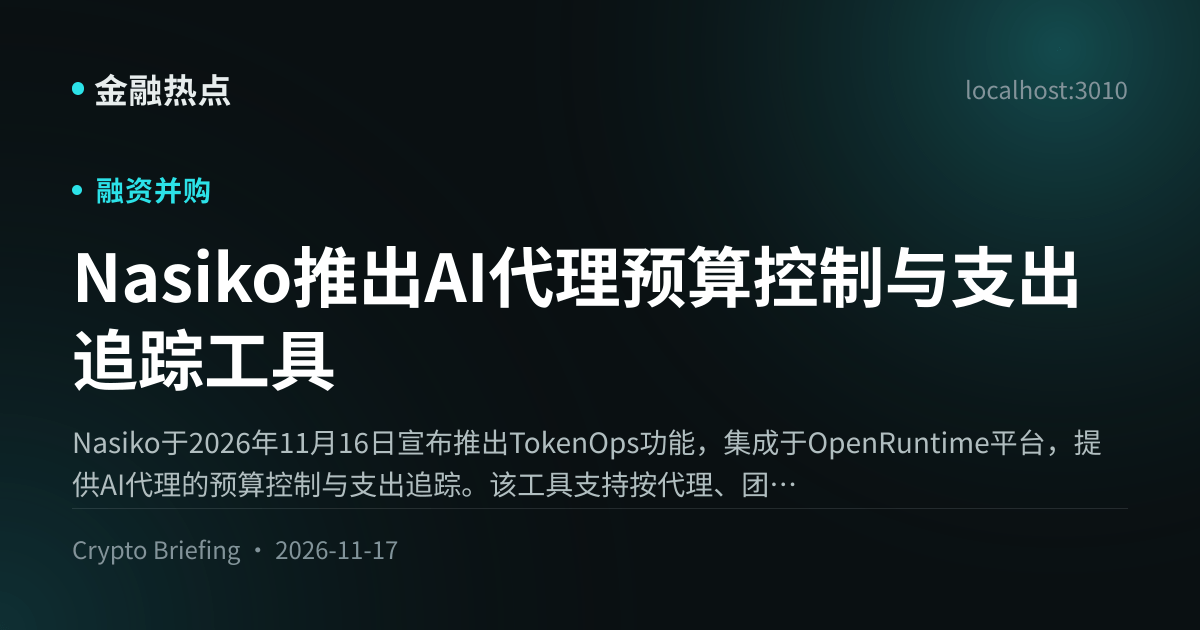 金融热点
localhost:3010
融资并购
Nasiko推出AI代理预算控制与支出
追踪工具
Nasiko于2026年11月16日宣布推出TokenOps功能，集成于OpenRuntime平台，提
供AI代理的预算控制与支出追踪。该工具支持按代理、团…
Crypto Briefing · 2026-11-17